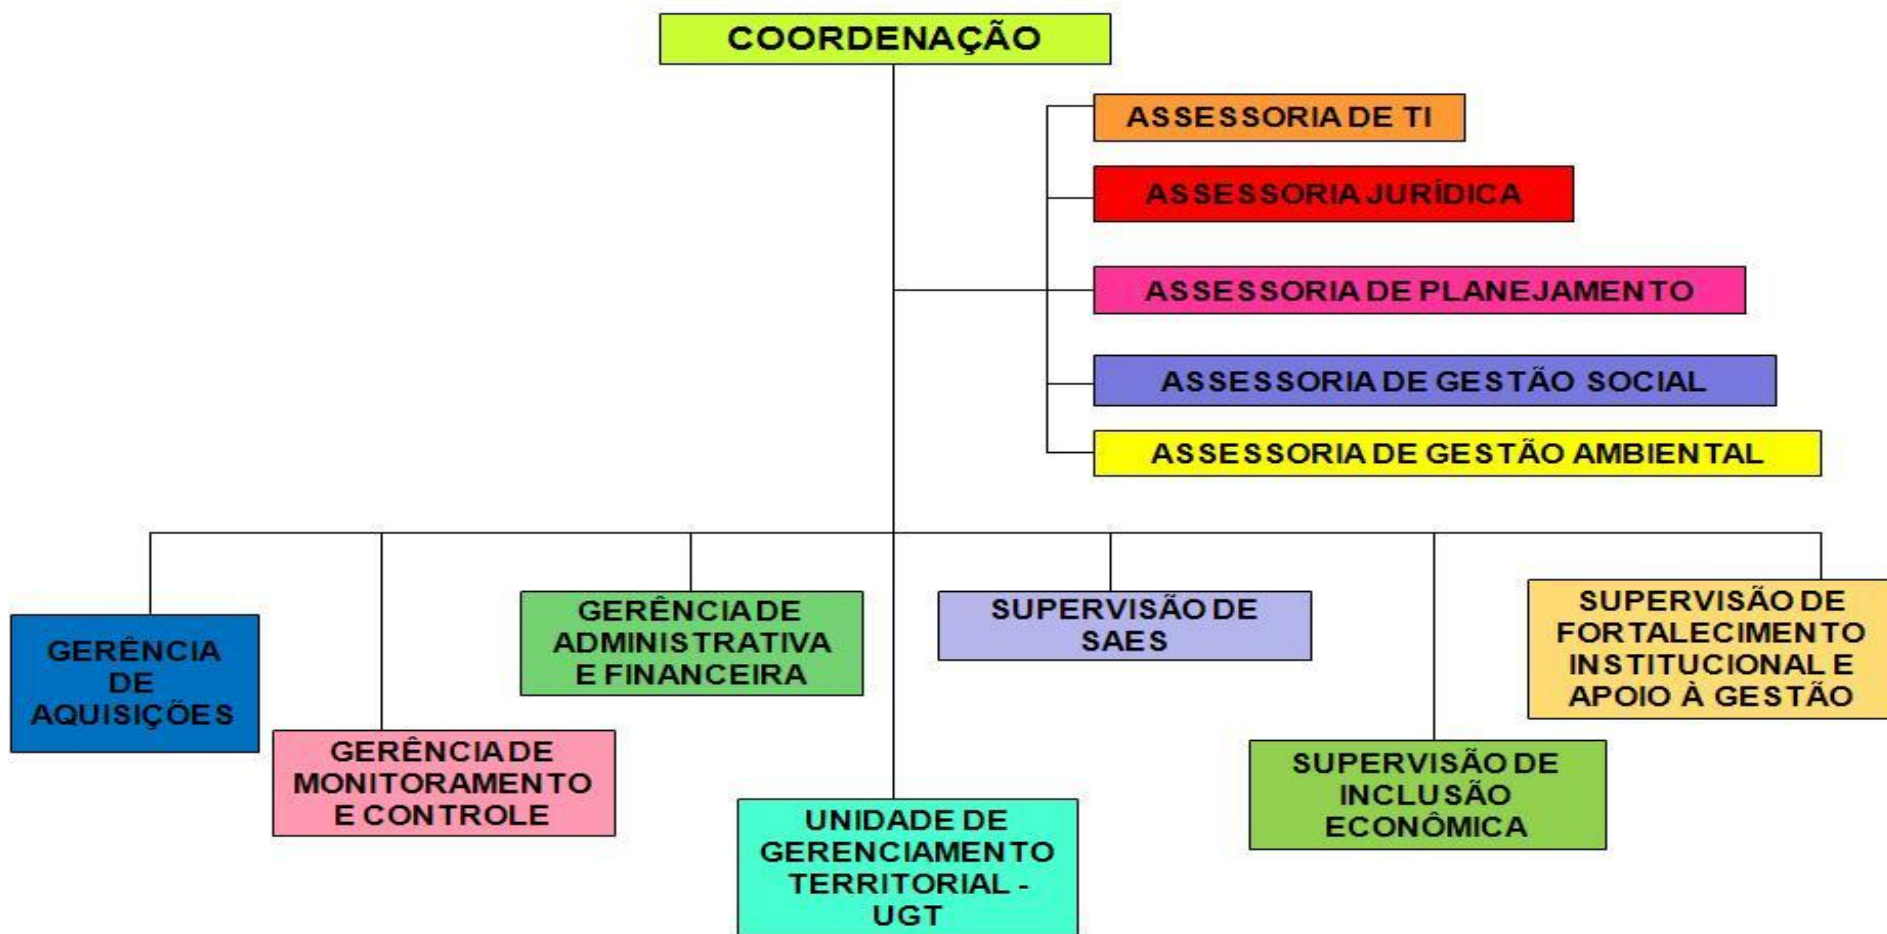 COORDENAÇÃO
ASSESSORIA DE TI
ASSESSORIA JURÍDICA
ASSESSORIA DE PLANEJAMENTO
ASSESSORIA DE GESTÃO SOCIAL
ASSESSORIA DE GESTÃO AMBIENTAL
GERÊNCIA
DE
AQUISIÇÕES
GERÊNCIA DE
MONITORAMENTO
E CONTROLE
GERÊNCIA DE
ADMINISTRATIVA
E FINANCEIRA
UNIDADE DE
GERENCIAMENTO
TERRITORIAL -
UGT
SUPERVISÃO DE
SAES
SUPERVISÃO DE
INCLUSÃO
ECONÔMICA
SUPERVISÃO DE
FORTALECIMENTO
INSTITUCIONAL E
APOIO À GESTÃO